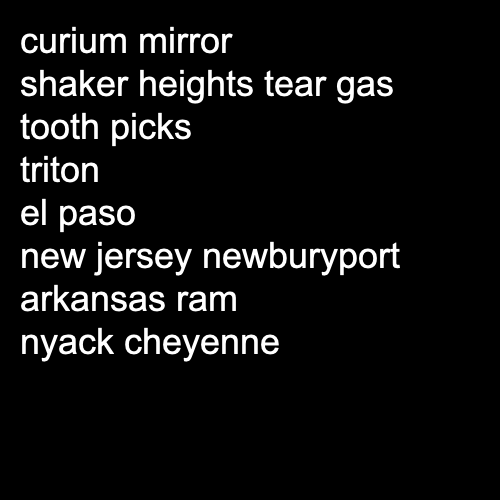 curium mirror
shaker heights tear gas
tooth picks
triton
el paso
new jersey newburyport
arkansas ram
nyack cheyenne